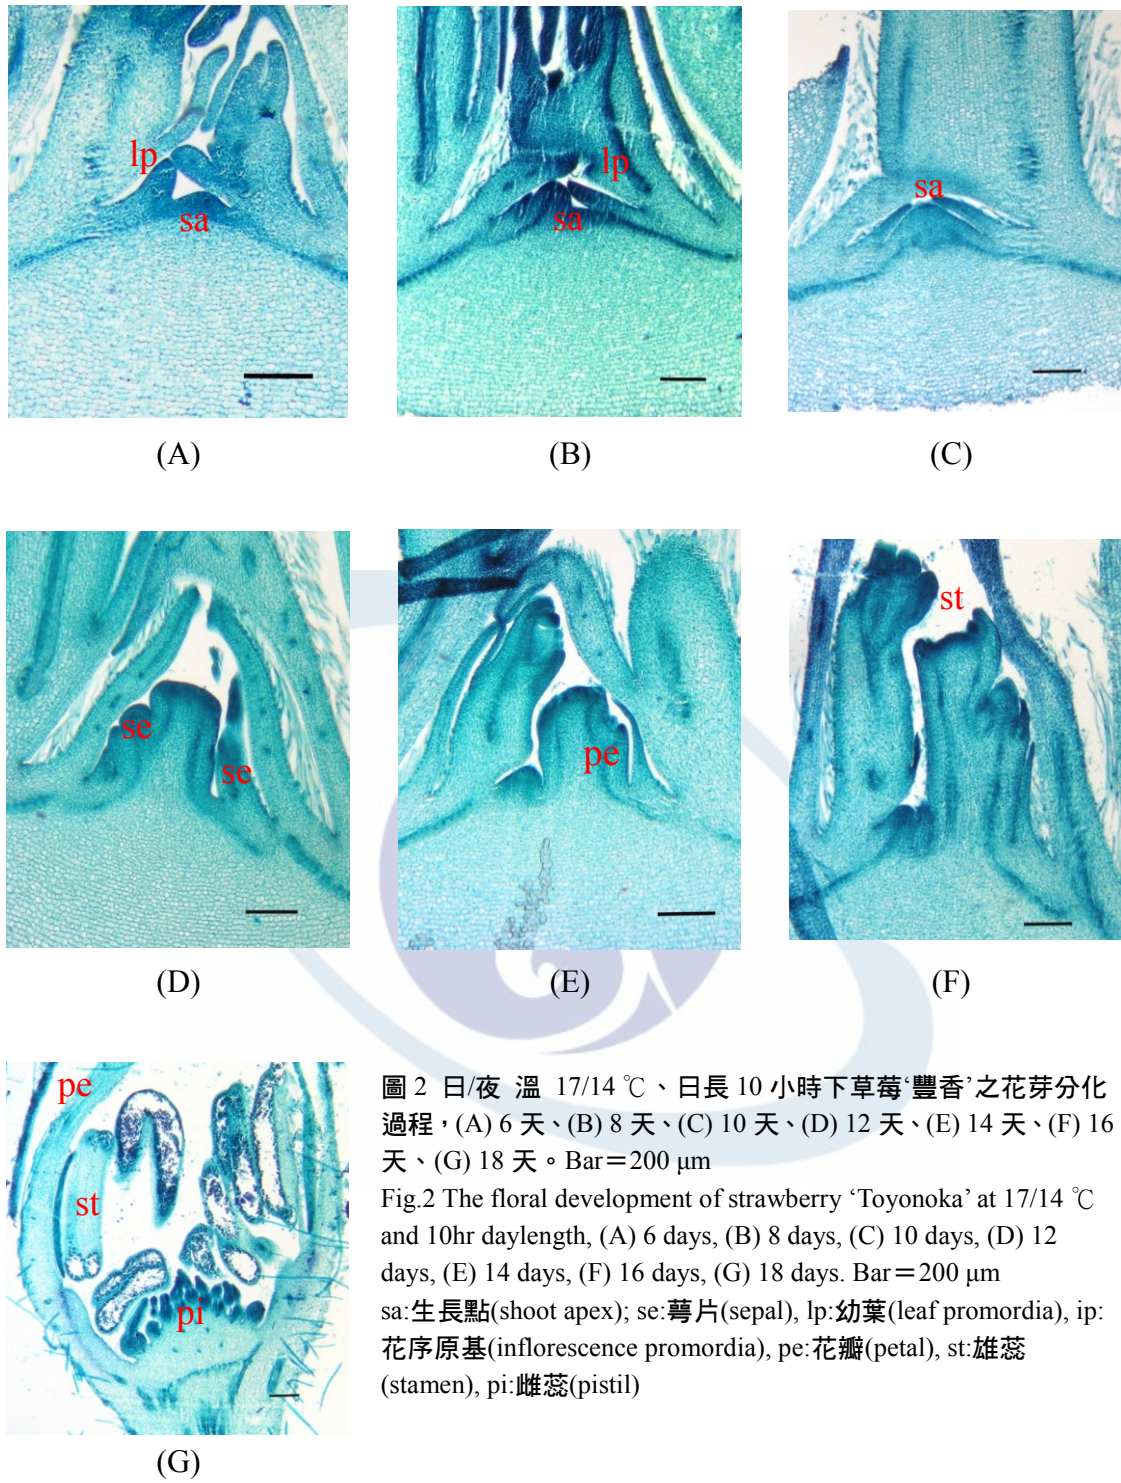 lp
sa
lp
sa
sa
(A)
(B)
(C)
se
se
pe
st
(D)
(E)
(F)
pe
st
pi
(G)
圖 2 日/夜 溫 17/14 ℃、日長 10 小時下草莓‘豐香’之花芽分化
過程，(A) 6 天、(B) 8 天、(C) 10 天、(D) 12 天、(E) 14 天、(F) 16
天、(G) 18 天。Bar＝200 μm
Fig.2 The floral development of strawberry ‘Toyonoka’ at 17/14 ℃
and 10hr daylength, (A) 6 days, (B) 8 days, (C) 10 days, (D) 12
days, (E) 14 days, (F) 16 days, (G) 18 days. Bar＝200 μm
sa:生長點(shoot apex); se:萼片(sepal), lp:幼葉(leaf promordia), ip:
花序原基(inflorescence promordia), pe:花瓣(petal), st:雄蕊
(stamen), pi:雌蕊(pistil)